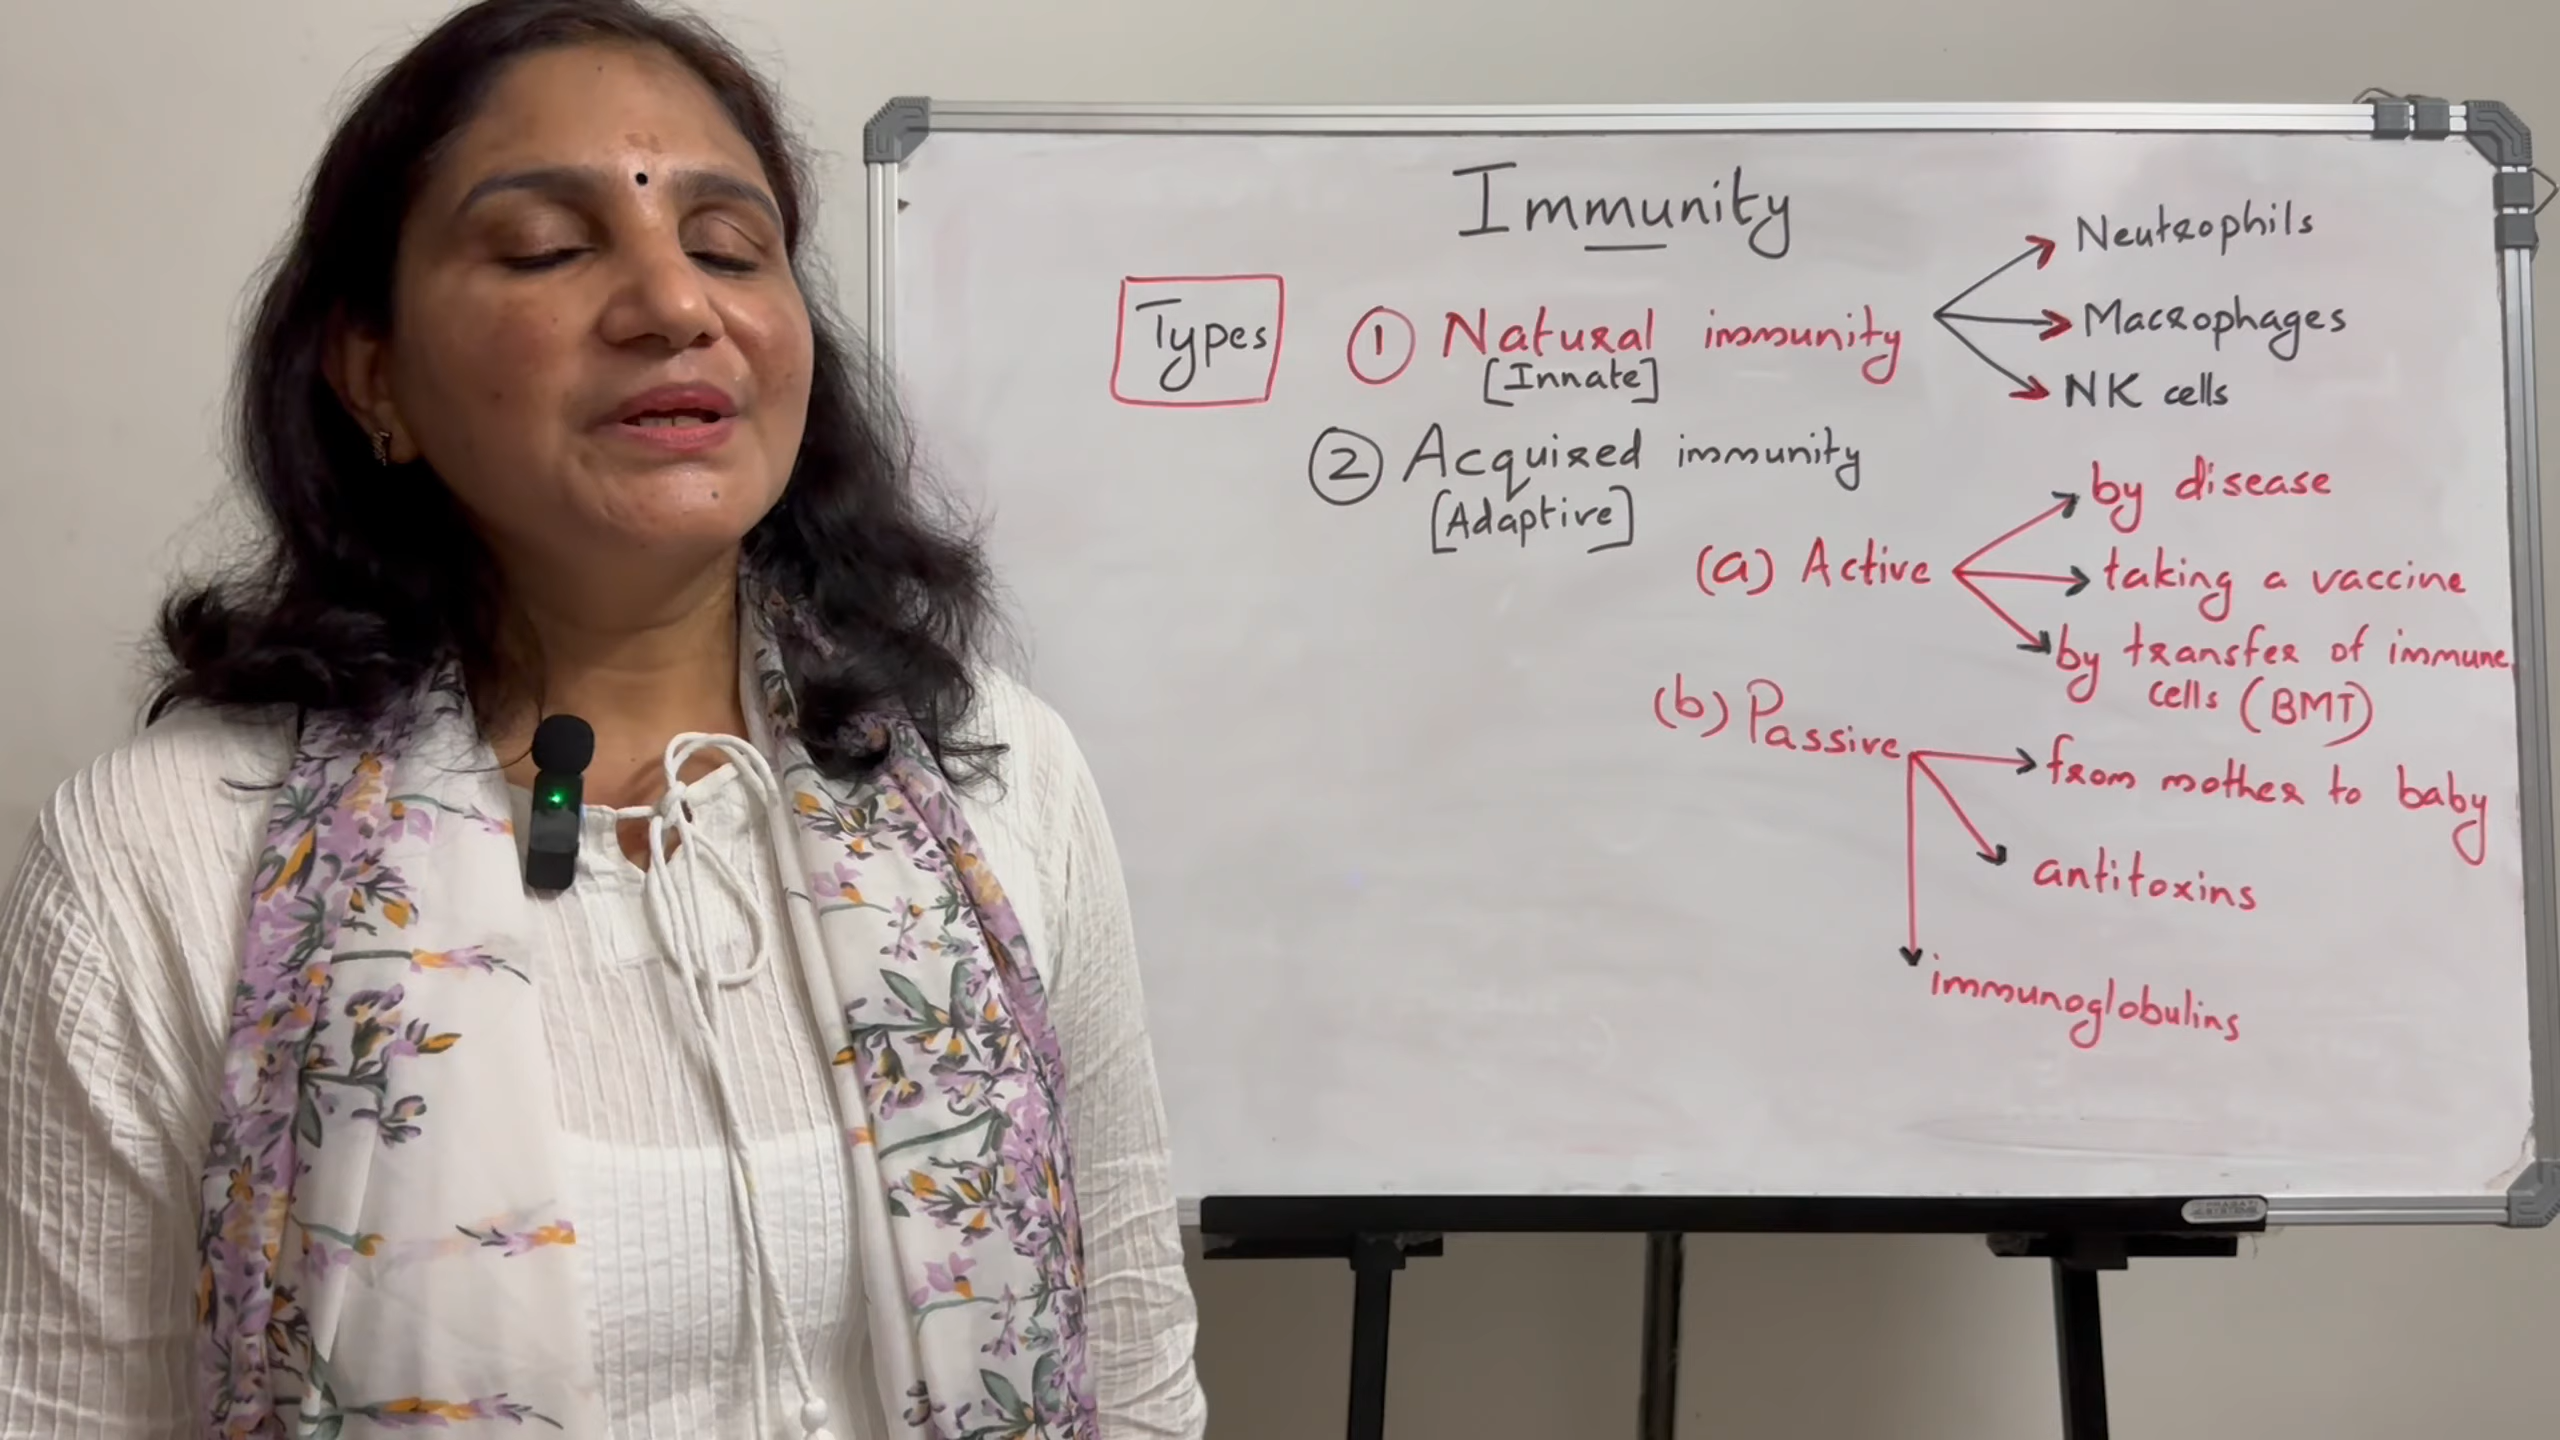 Immunity
Types
① Natural immunity
[Innate]
Neutrophils
Macrophages
NK cells
② Acquired immunity
[Adaptive]
(a) Active
by disease
taking a vaccine
by transfer of immune
cells (BMT)
(b) Passive
from mother to baby
antitoxins
immunoglobulins